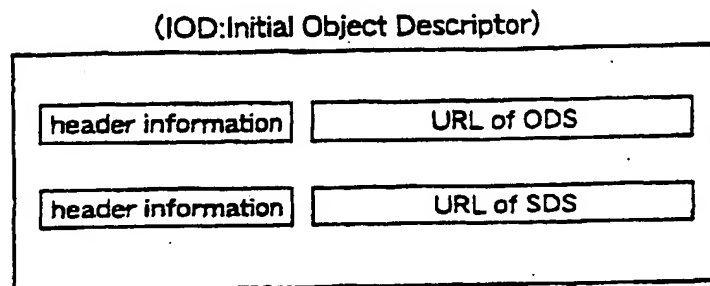 (IOD:Initial Object Descriptor)
header information URL of ODS
header information URL of SDS